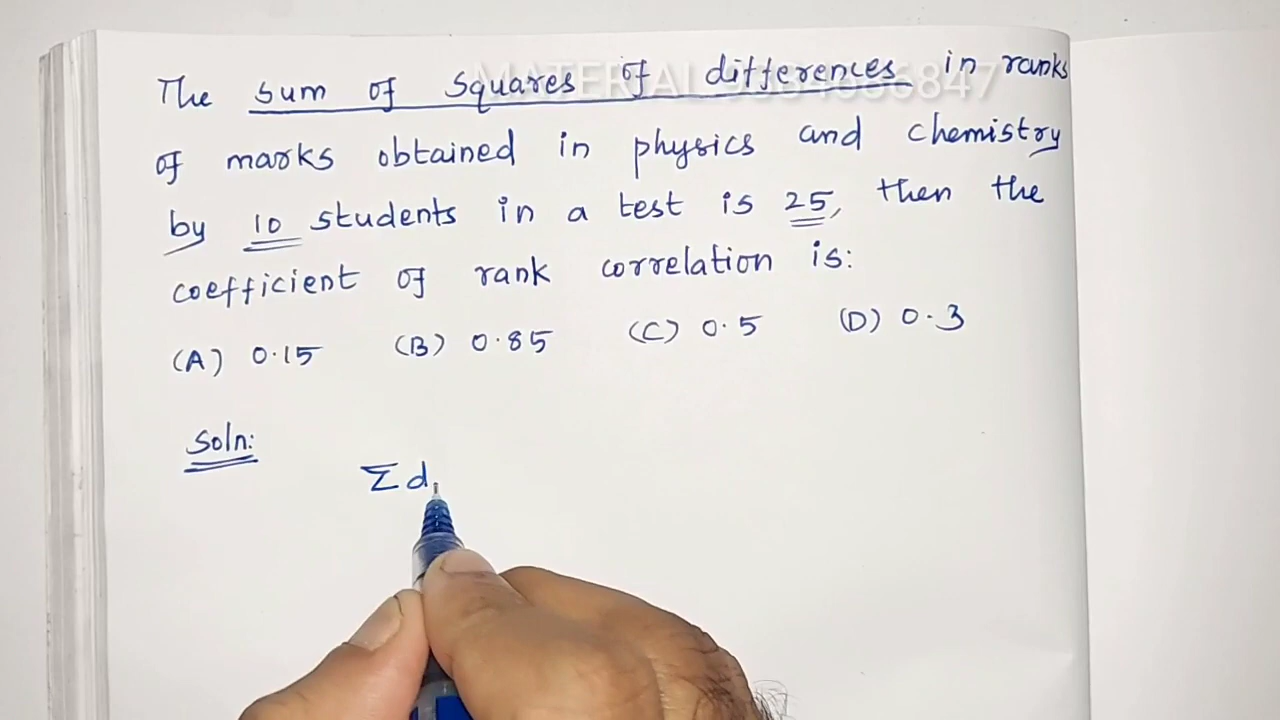 The sum of squares of differences in ranks
of marks obtained in physics and chemistry
by 10 students in a test is 25, then the
coefficient of rank correlation is:
(A) 0.15 (B) 0.85 (C) 0.5 (D) 0.3
Soln:
Σd